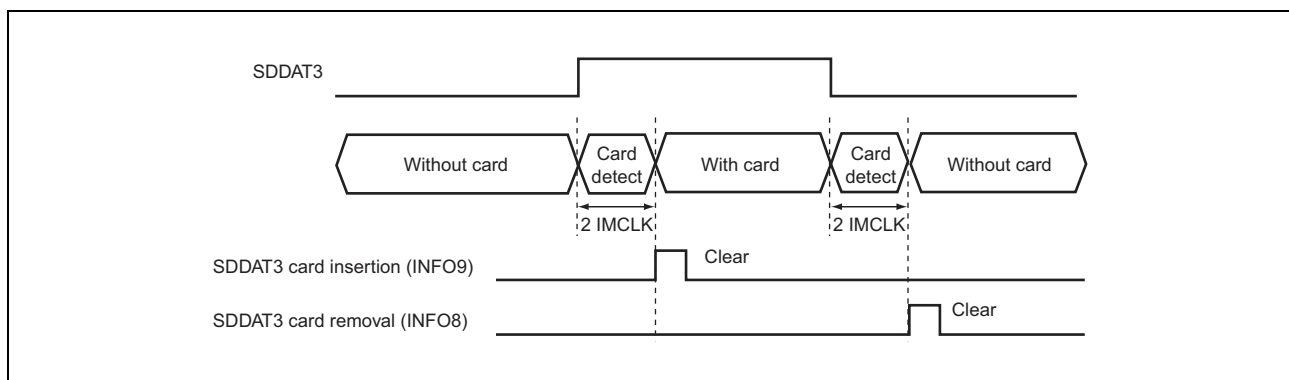 SDDAT3
Without card
Card
detect
With card
Card
detect
Without card
2 IMCLK
2 IMCLK
SDDAT3 card insertion (INFO9)
Clear
SDDAT3 card removal (INFO8)
Clear